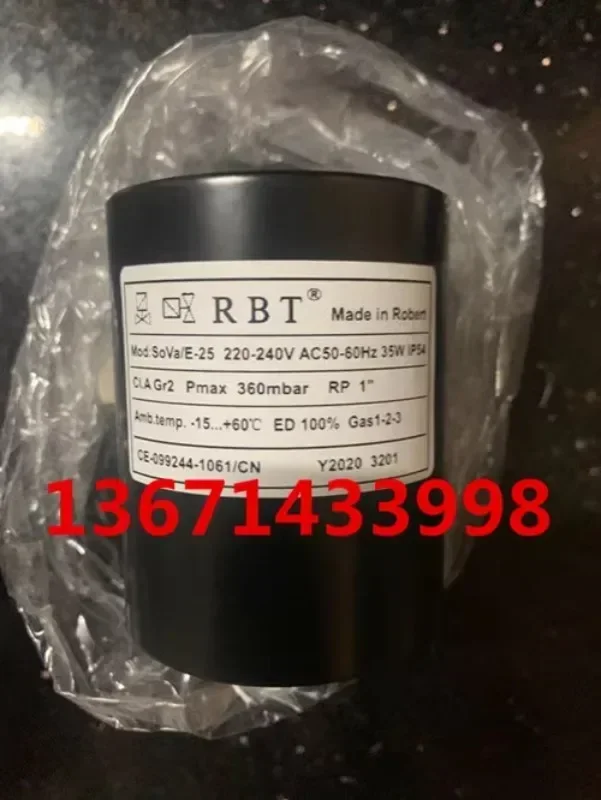 RBT® Made in Robert
Mod:SoVa/E-25 220-240V AC50-60Hz 35W IP54
Cl.A Gr2 Pmax 360mbar RP 1"
Amb.temp. -15...+60℃ ED 100% Gas1-2-3
CE-099244-1061/CN Y2020 3201
13671433998